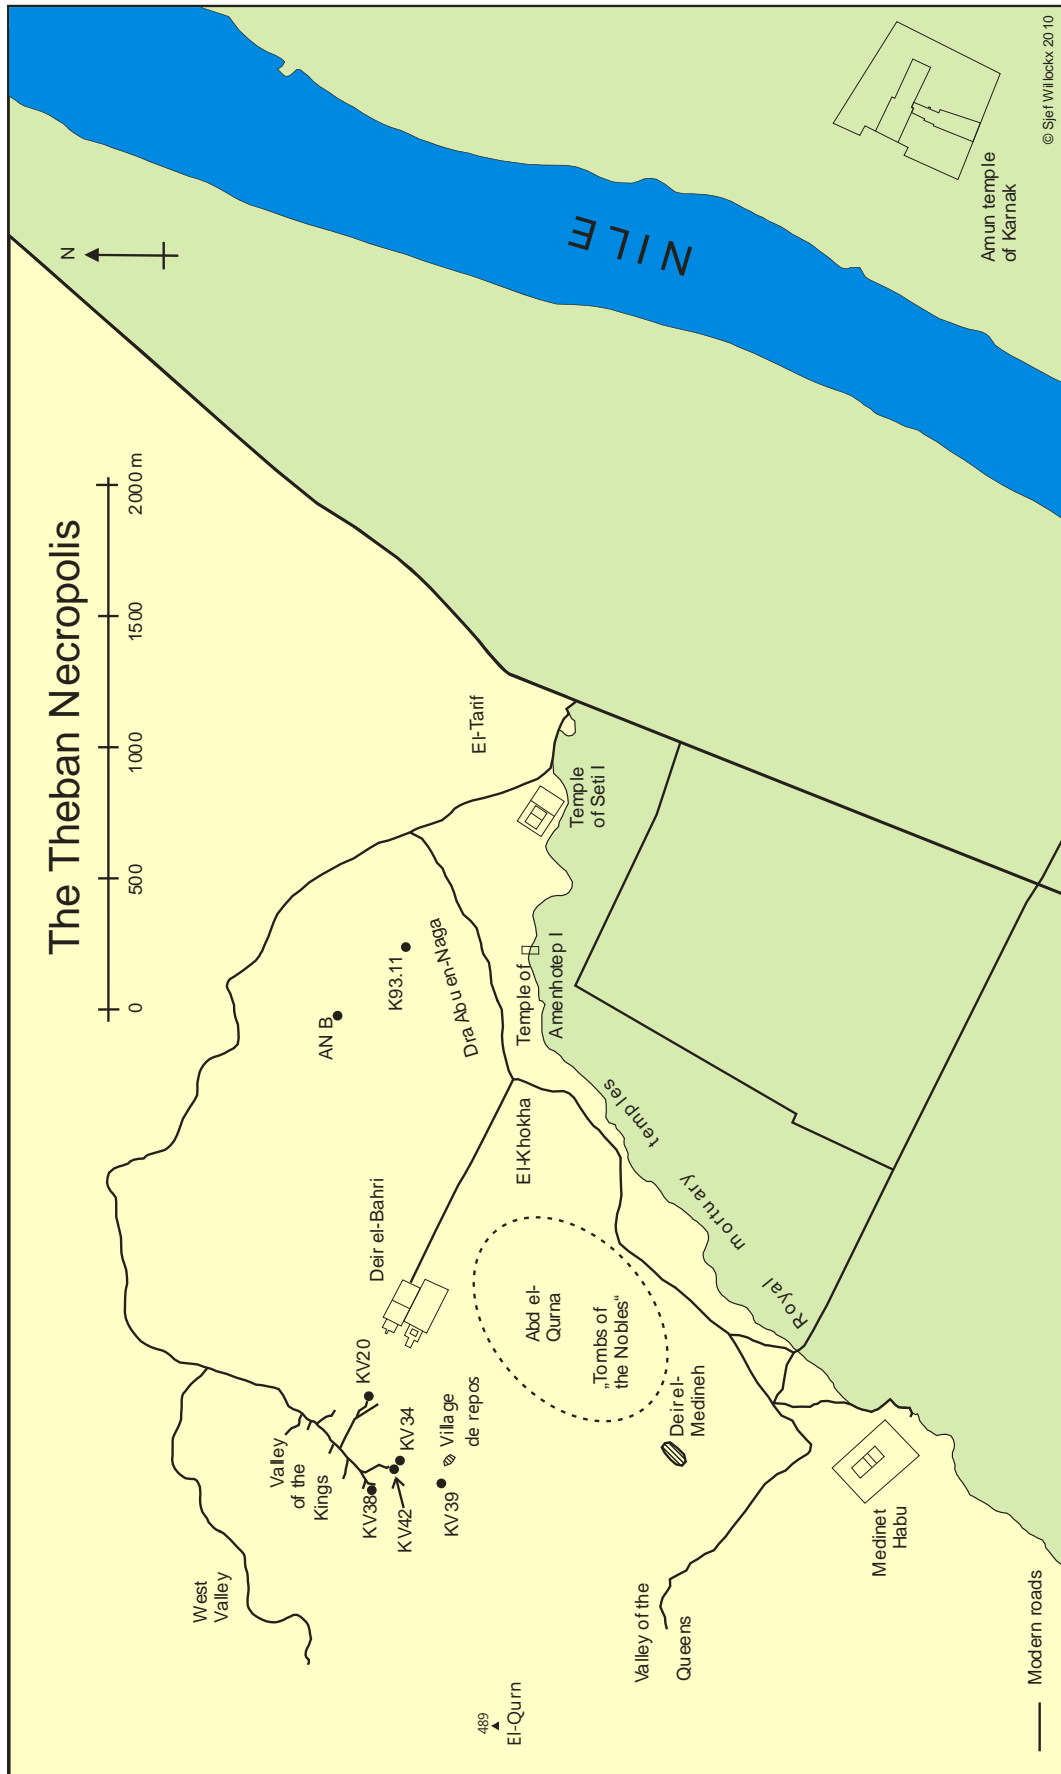 The Theban Necropolis
0
500
1000
1500
2000 m
N
NILE
Amun temple
of Karnak
© Sjef Willockx 2010
El-Tarif
Temple
of Seti I
K93.11
AN B
Dra Abu en-Naga
Temple of
Amenhotep I
El-Khokha
Deir el-Bahri
Royal mortuary temples
Abd el-
Qurna
„Tombs of
the Nobles“
Deir el-
Medineh
KV20
KV34
Village
de repos
Valley
of the
Kings
KV38
KV42
KV39
West
Valley
Medinet
Habu
Valley of the
Queens
489
El-Qurn
Modern roads